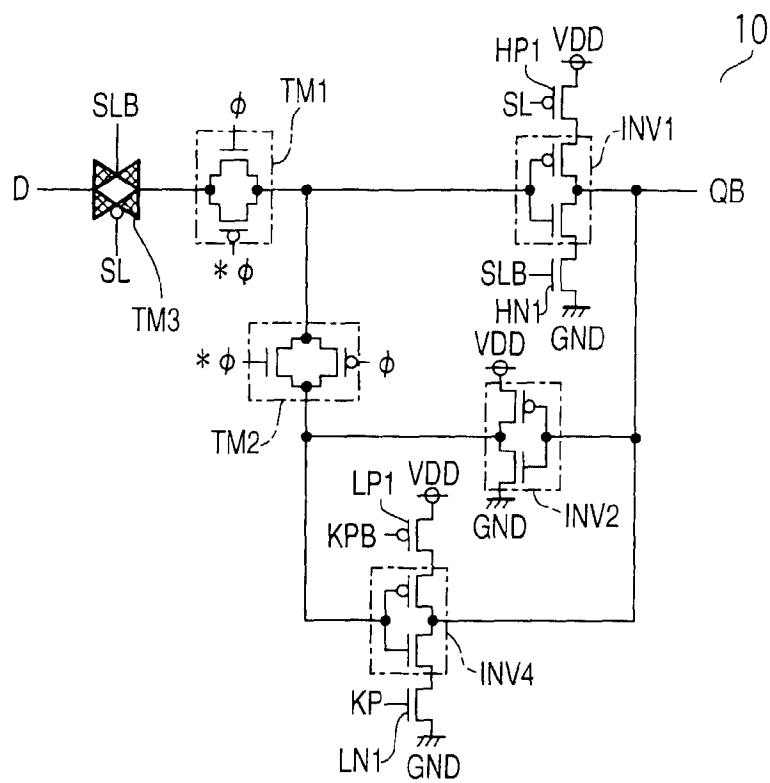 10
VDD
HP1
SL
INV1
SLB
TM1
ϕ
D
QB
SL
*ϕ
TM3
SLB
HN1
GND
VDD
*ϕ
ϕ
TM2
INV2
GND
VDD
LP1
KPB
INV4
KP
LN1
GND